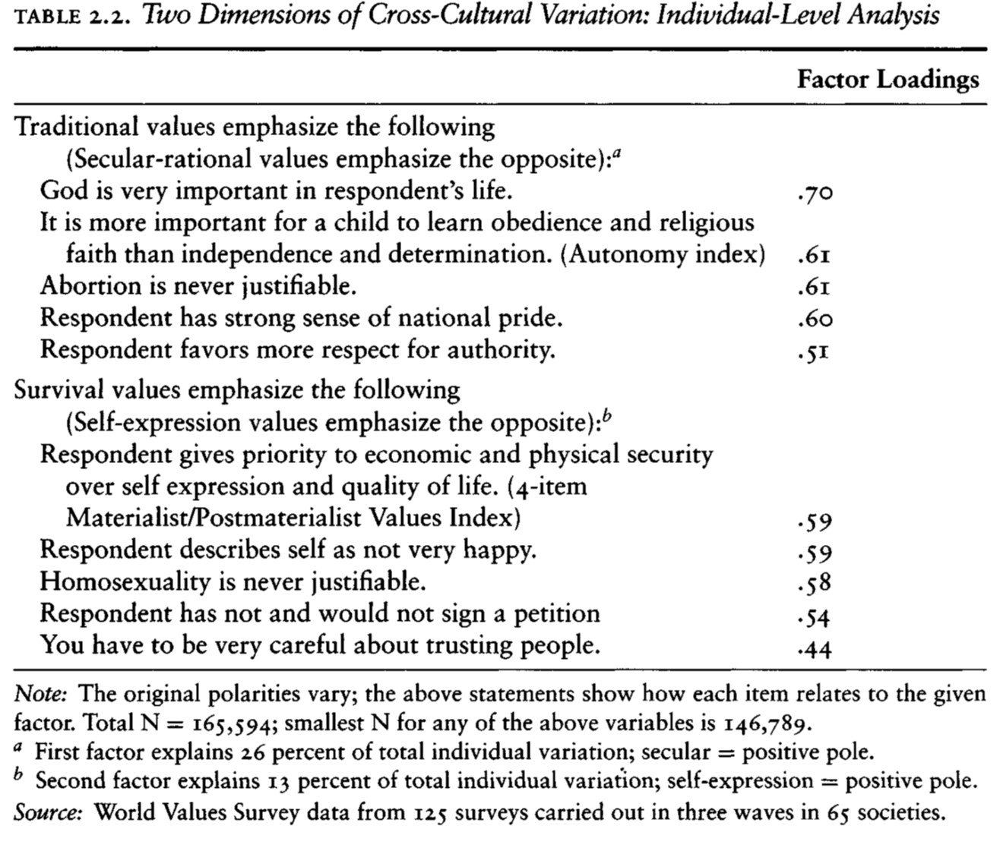 TABLE 2.2. Two Dimensions of Cross-Cultural Variation: Individual-Level Analysis
Factor Loadings
Traditional values emphasize the following
(Secular-rational values emphasize the opposite):a
God is very important in respondent's life. .70
It is more important for a child to learn obedience and religious
faith than independence and determination. (Autonomy index) .61
Abortion is never justifiable. .61
Respondent has strong sense of national pride. .60
Respondent favors more respect for authority. .51
Survival values emphasize the following
(Self-expression values emphasize the opposite):b
Respondent gives priority to economic and physical security
over self expression and quality of life. (4-item
Materialist/Postmaterialist Values Index) .59
Respondent describes self as not very happy. .59
Homosexuality is never justifiable. .58
Respondent has not and would not sign a petition .54
You have to be very careful about trusting people. .44
Note: The original polarities vary; the above statements show how each item relates to the given
factor. Total N = 165,594; smallest N for any of the above variables is 146,789.
a First factor explains 26 percent of total individual variation; secular = positive pole.
b Second factor explains 13 percent of total individual variation; self-expression = positive pole.
Source: World Values Survey data from 125 surveys carried out in three waves in 65 societies.